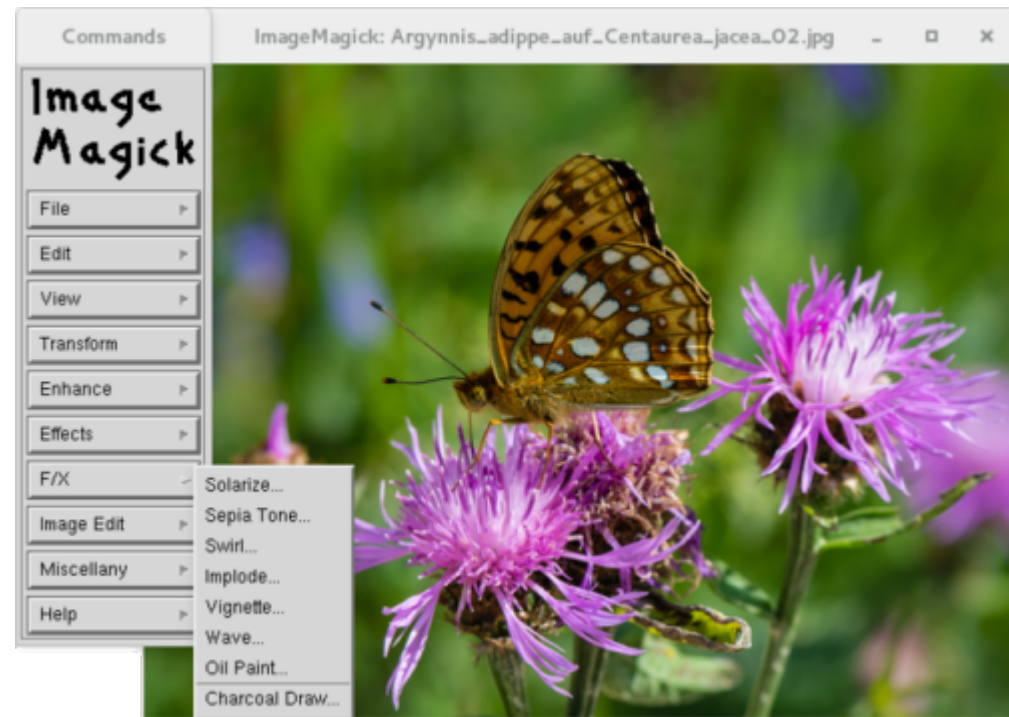 Commands
ImageMagick: Argynnis_adippe_auf_Centaurea_jacea_02.jpg
Image
Magick
File
Edit
View
Transform
Enhance
Effects
F/X
Image Edit
Miscellany
Help
Solarize...
Sepia Tone...
Swirl...
Implode...
Vignette...
Wave...
Oil Paint...
Charcoal Draw...